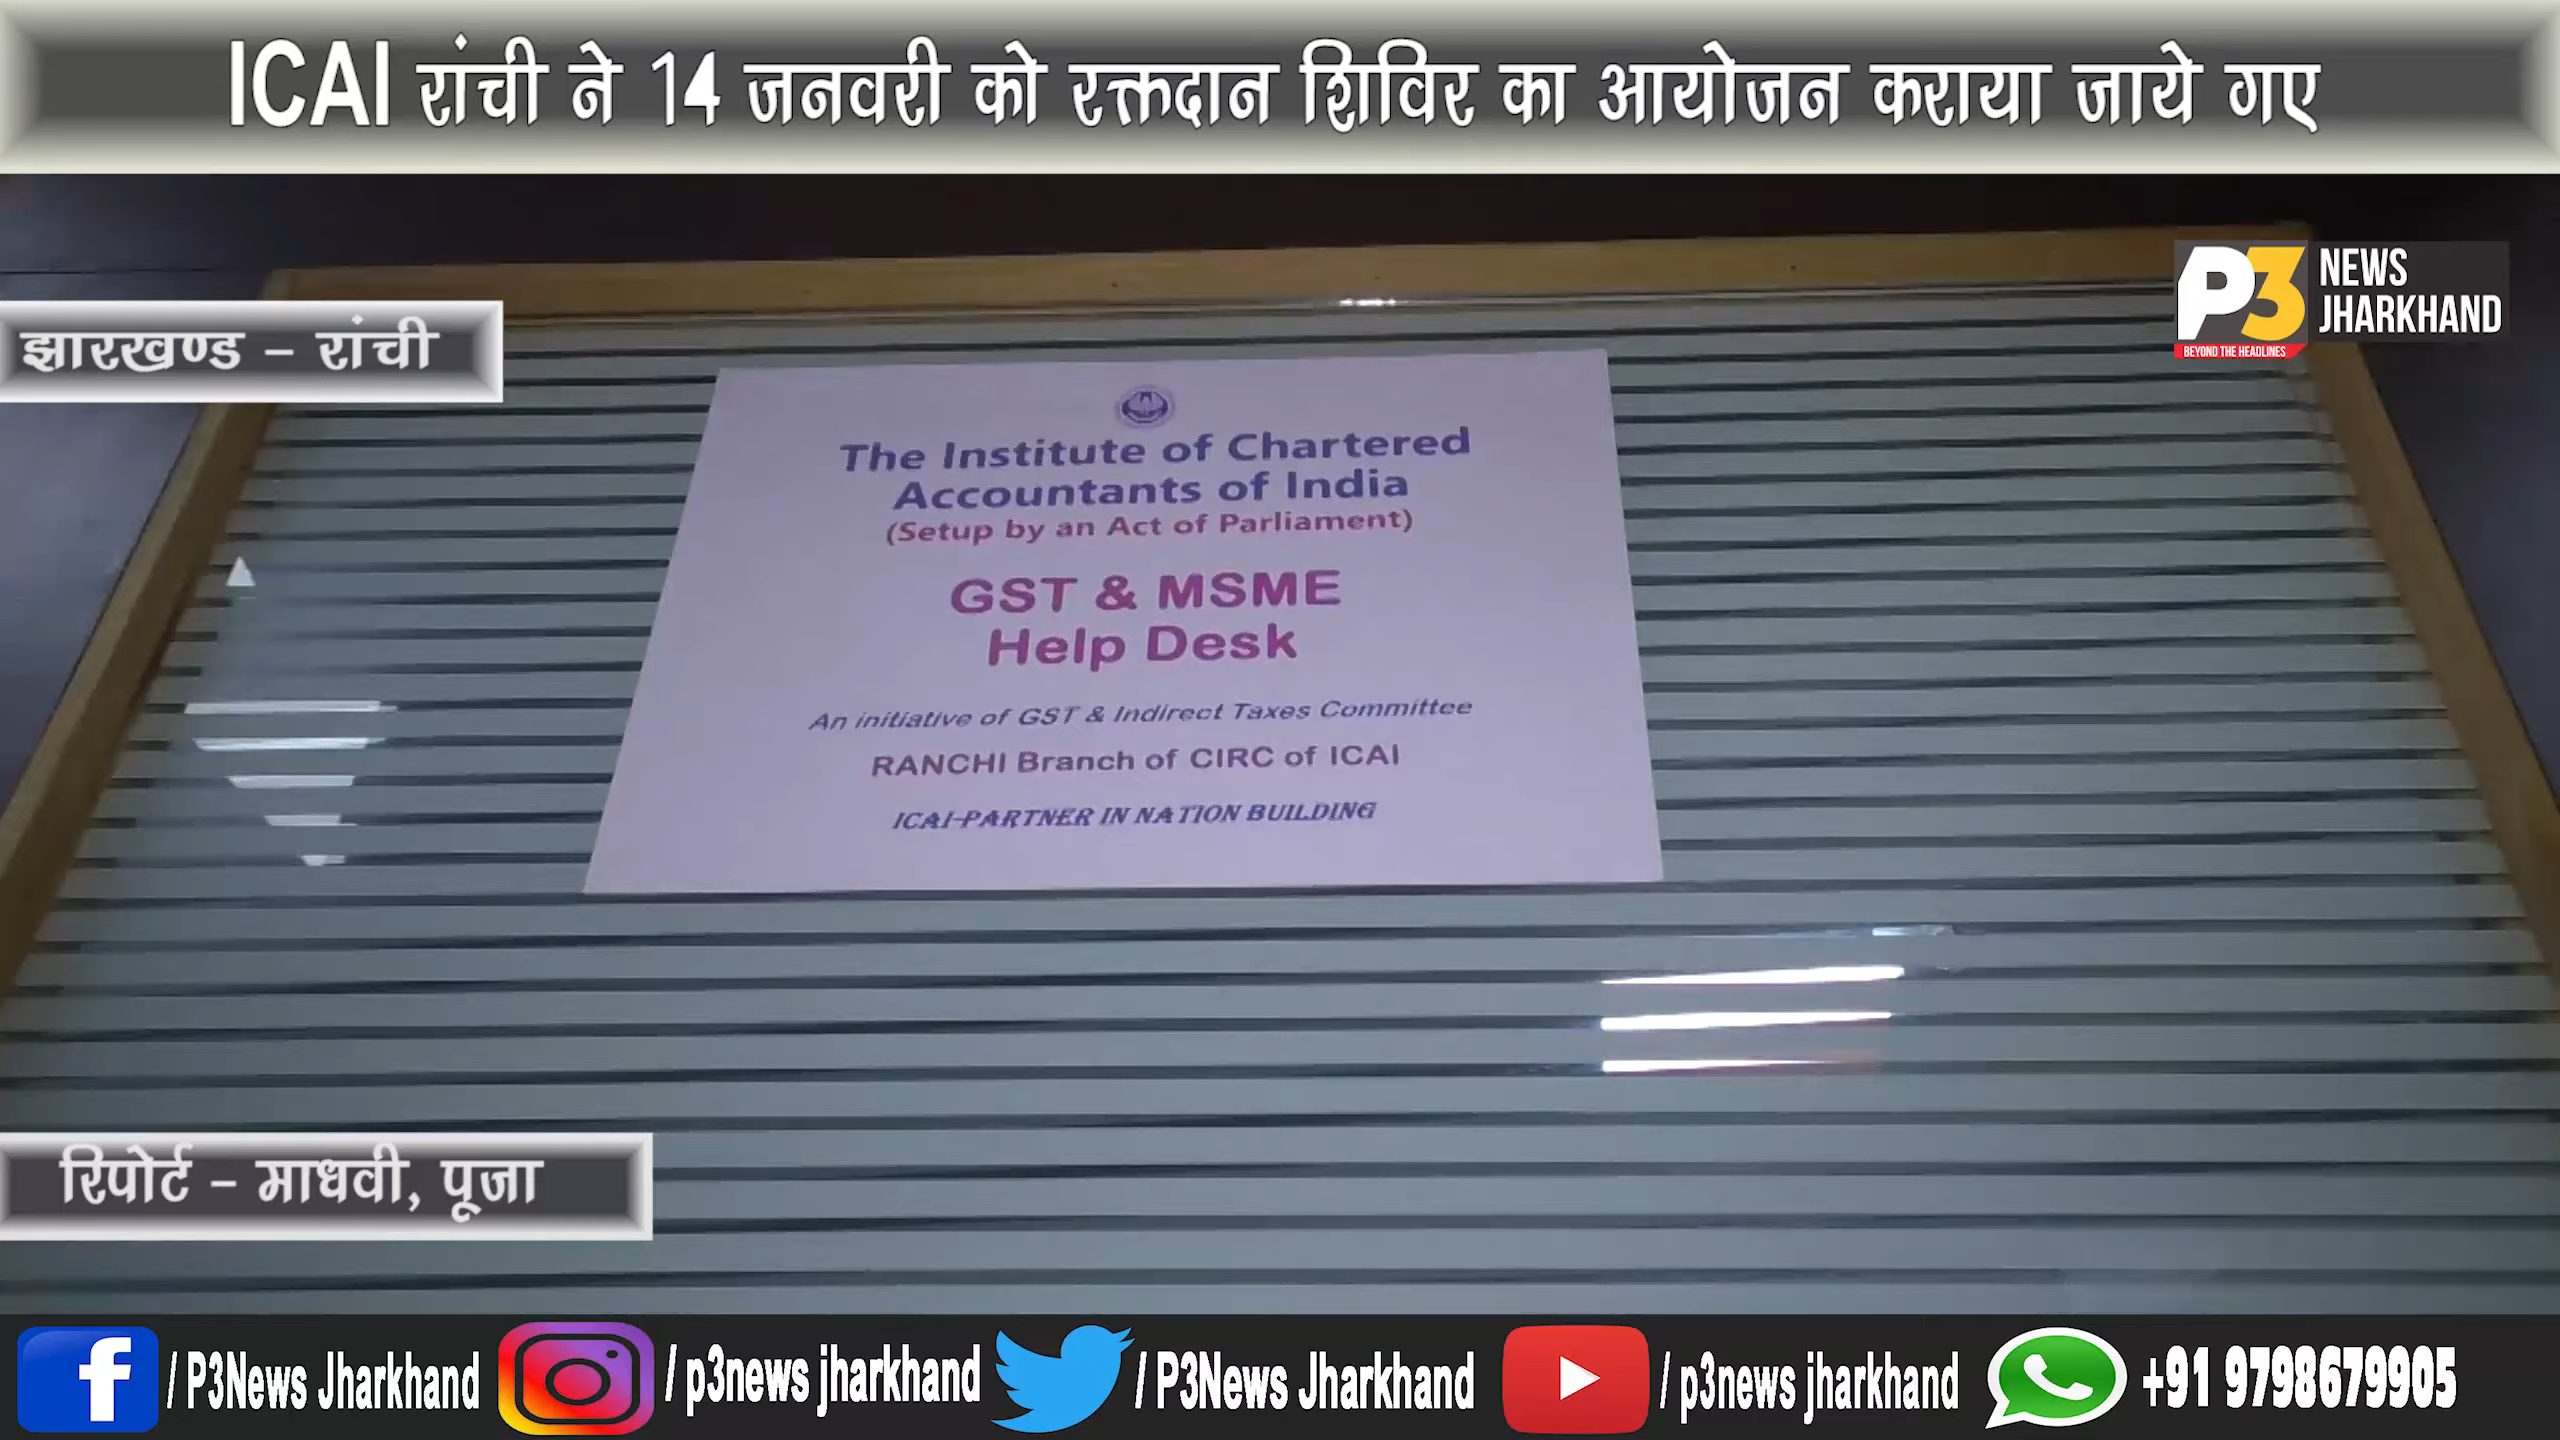 ICAI रांची ने 14 जनवरी को रक्तदान शिविर का आयोजन कराया जाये गए
P3 NEWS
JHARKHAND
BEYOND THE HEADLINES
झारखण्ड – रांची
The Institute of Chartered
Accountants of India
(Setup by an Act of Parliament)
GST & MSME
Help Desk
An initiative of GST & Indirect Taxes Committee
RANCHI Branch of CIRC of ICAI
ICAI-PARTNER IN NATION BUILDING
रिपोर्ट – माधवी, पूजा
/ P3News Jharkhand / p3news jharkhand / P3News Jharkhand / p3news jharkhand +91 9798679905